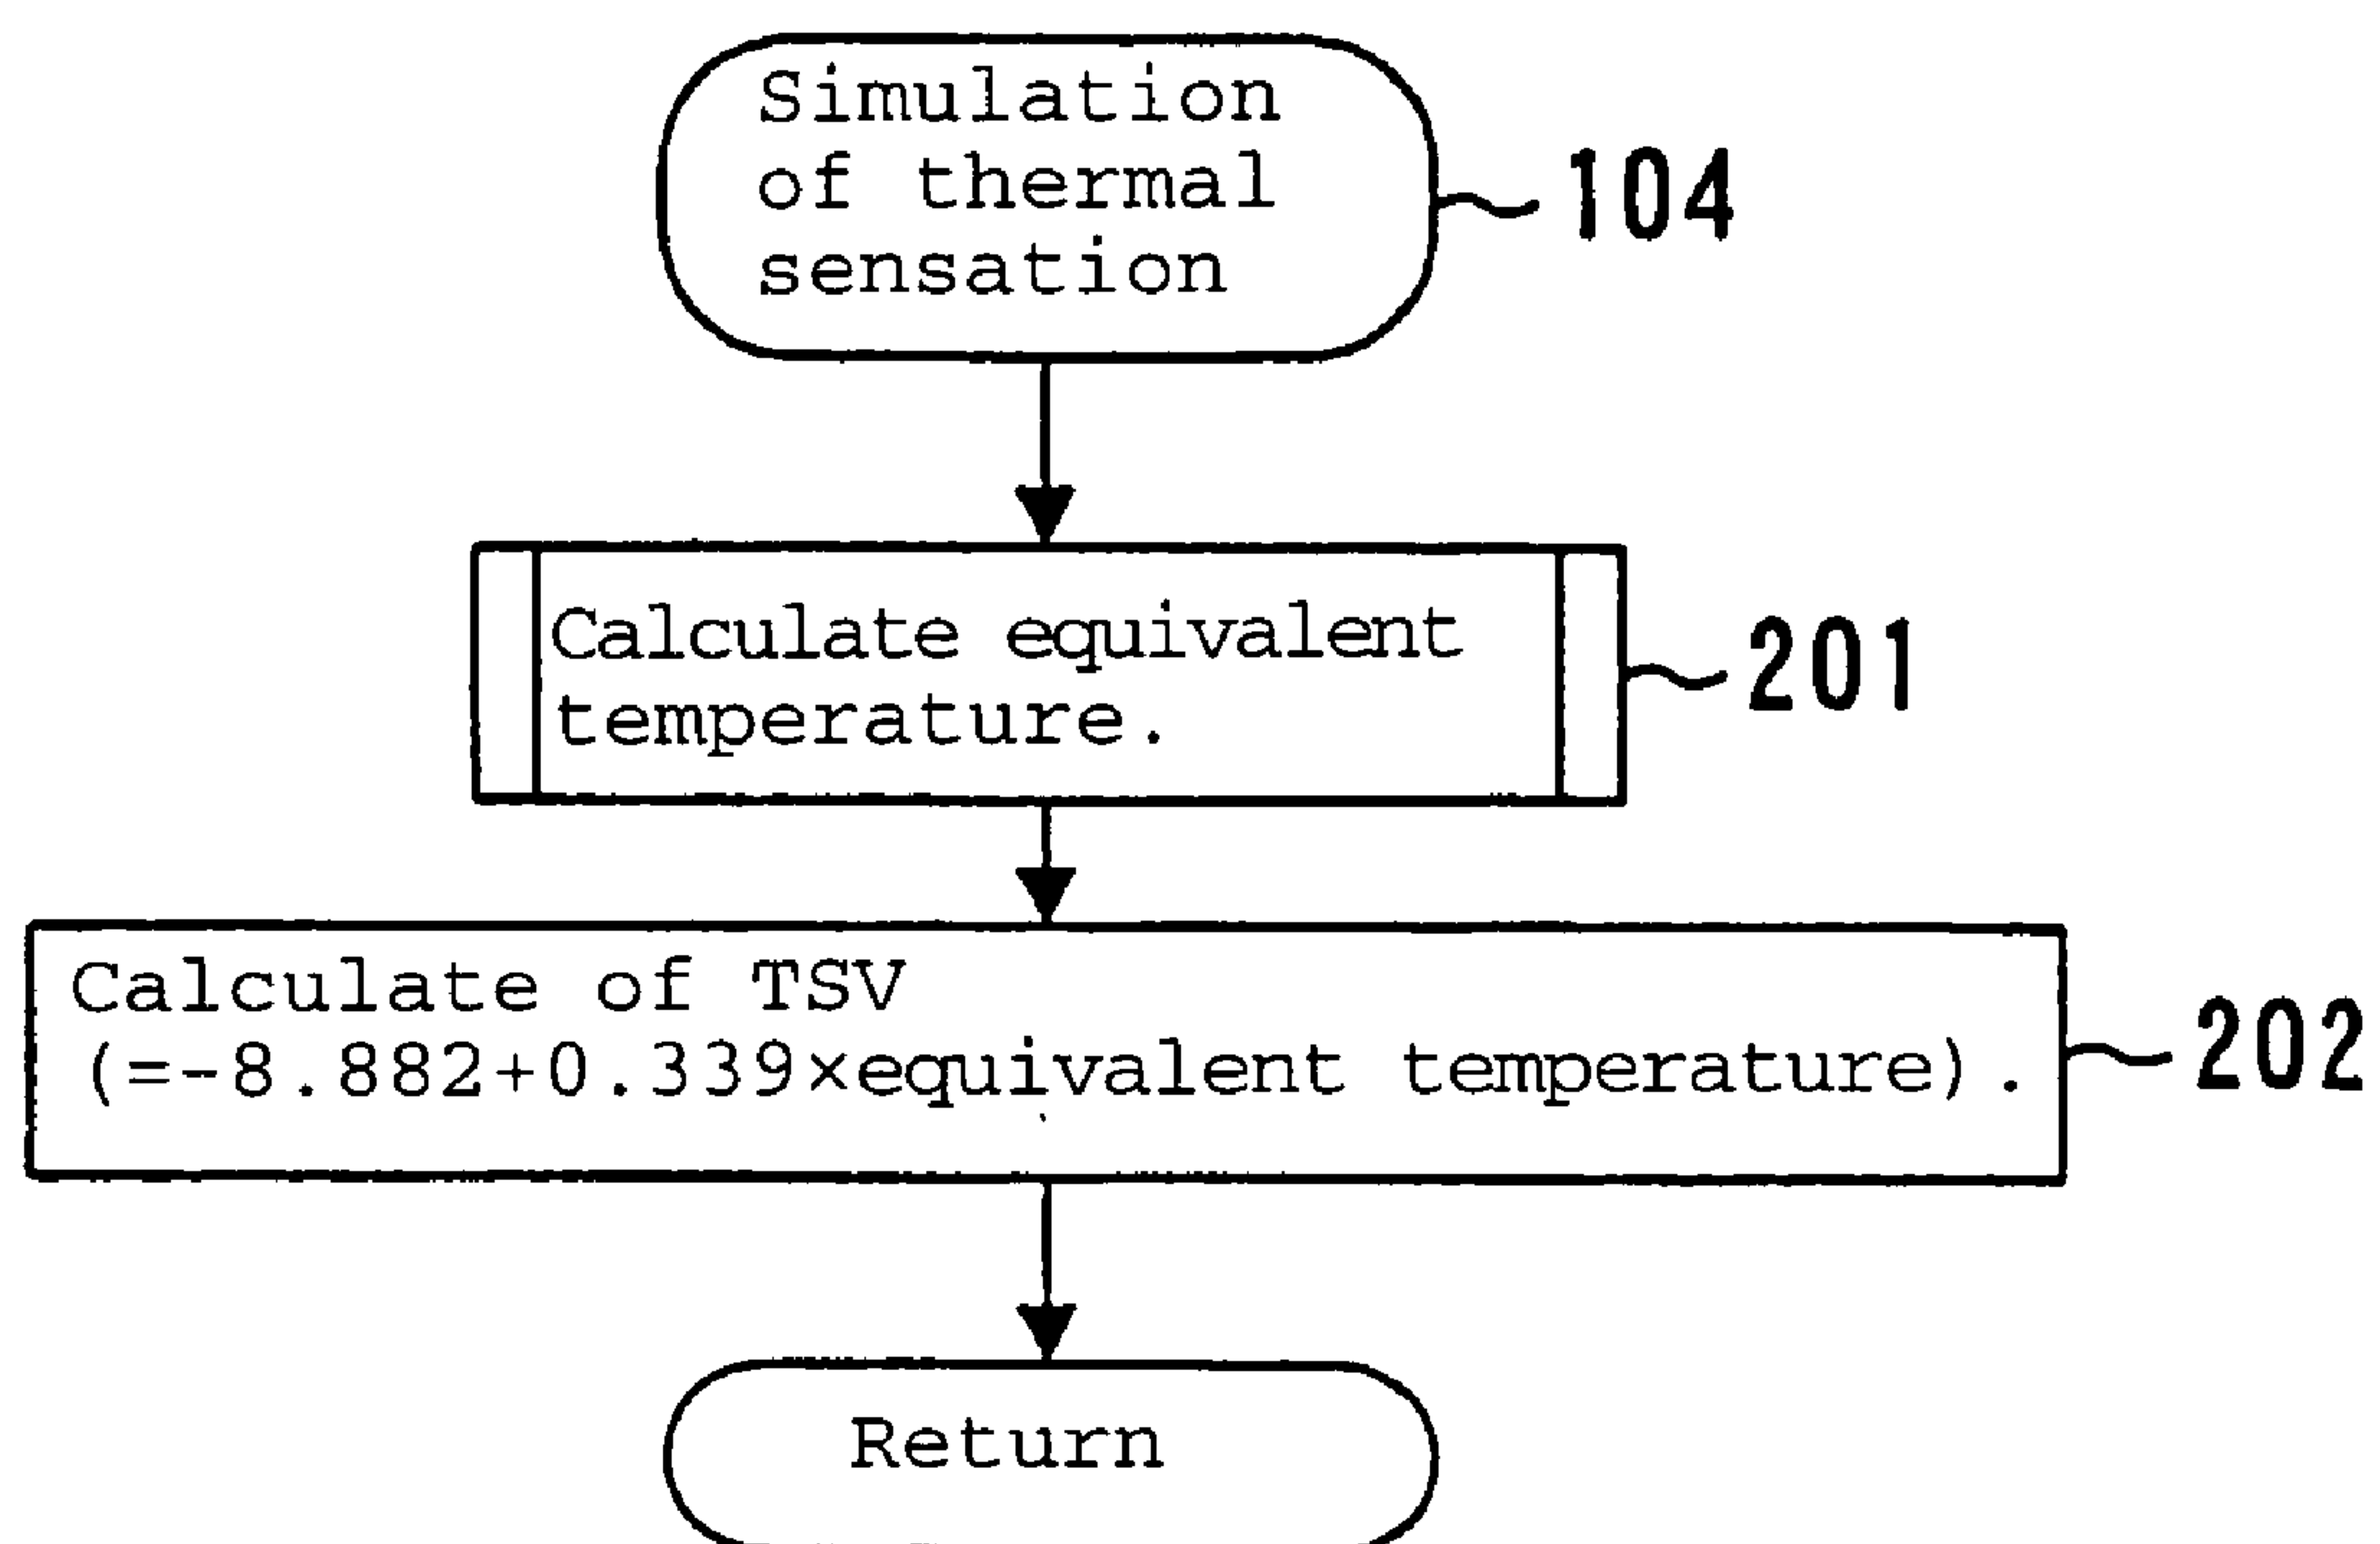 Simulation
of thermal
sensation
104
Calculate equivalent
temperature.
201
Calculate of TSV
(=-8.882+0.339×equivalent temperature).
202
Return